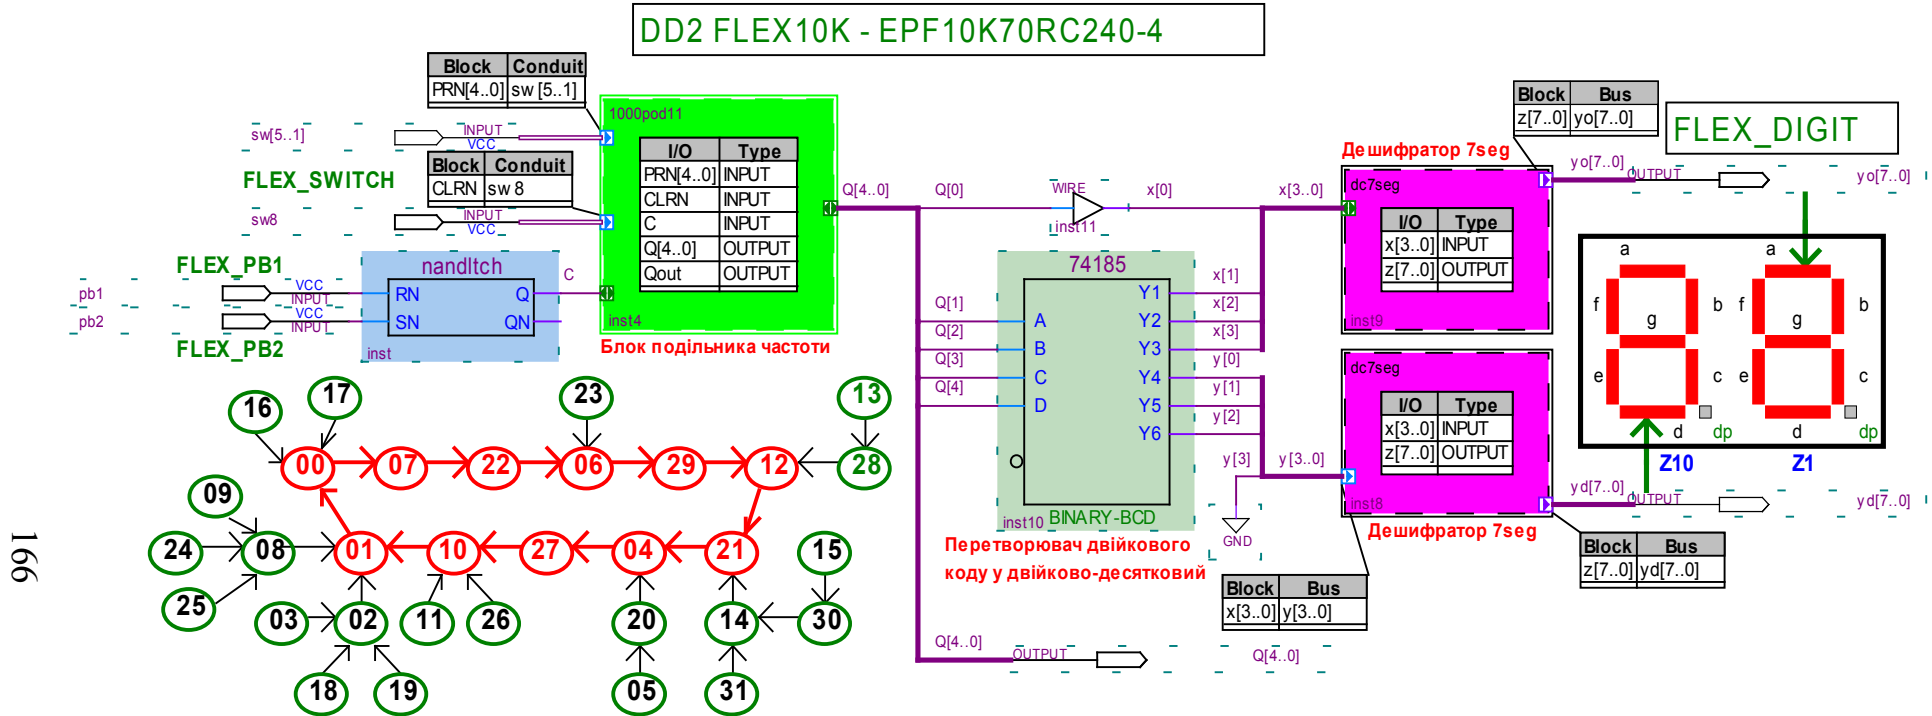 DD2 FLEX10K - EPF10K70RC240-4
Block Conduit
PRN[4..0] sw [5..1]
sw[5..1]
INPUT
VCC
FLEX_SWITCH
Block Conduit
CLRN sw 8
sw8
INPUT
VCC
1000pod11
I/O Type
PRN[4..0] INPUT
CLRN INPUT
C INPUT
Q[4..0] OUTPUT
Qout OUTPUT
inst4
Блок подільника частоти
FLEX_PB1
pb1
VCC
INPUT
pb2
VCC
INPUT
FLEX_PB2
nandltch
RN Q
SN QN
inst
C
Q[4..0]
Q[0]
WIRE
inst11
x[0]
x[3..0]
74185
Q[1]
Q[2]
Q[3]
Q[4]
A
B
C
D
Y1
Y2
Y3
Y4
Y5
Y6
x[1]
x[2]
x[3]
y[0]
y[1]
y[2]
y[3]
y[3..0]
GND
inst10
BINARY-BCD
Перетворювач двійкового
коду у двійково-десятковий
Q[4..0]
OUTPUT
Q[4..0]
Дешифратор 7seg
dc7seg
I/O Type
x[3..0] INPUT
z[7..0] OUTPUT
inst9
Block Bus
z[7..0] yo[7..0]
FLEX_DIGIT
yo[7..0]
OUTPUT
yo[7..0]
dc7seg
I/O Type
x[3..0] INPUT
z[7..0] OUTPUT
inst8
Дешифратор 7seg
Block Bus
x[3..0] y[3..0]
Block Bus
z[7..0] yd[7..0]
yd[7..0]
OUTPUT
yd[7..0]
a a
f b f b
g g
e c e c
d dp d dp
Z10 Z1
16 17 23 13
00 07 22 06 29 12 28
09
24 08 01 10 27 04 21 15
25 03 02 11 26 20 14 30
18 19 05 31
166